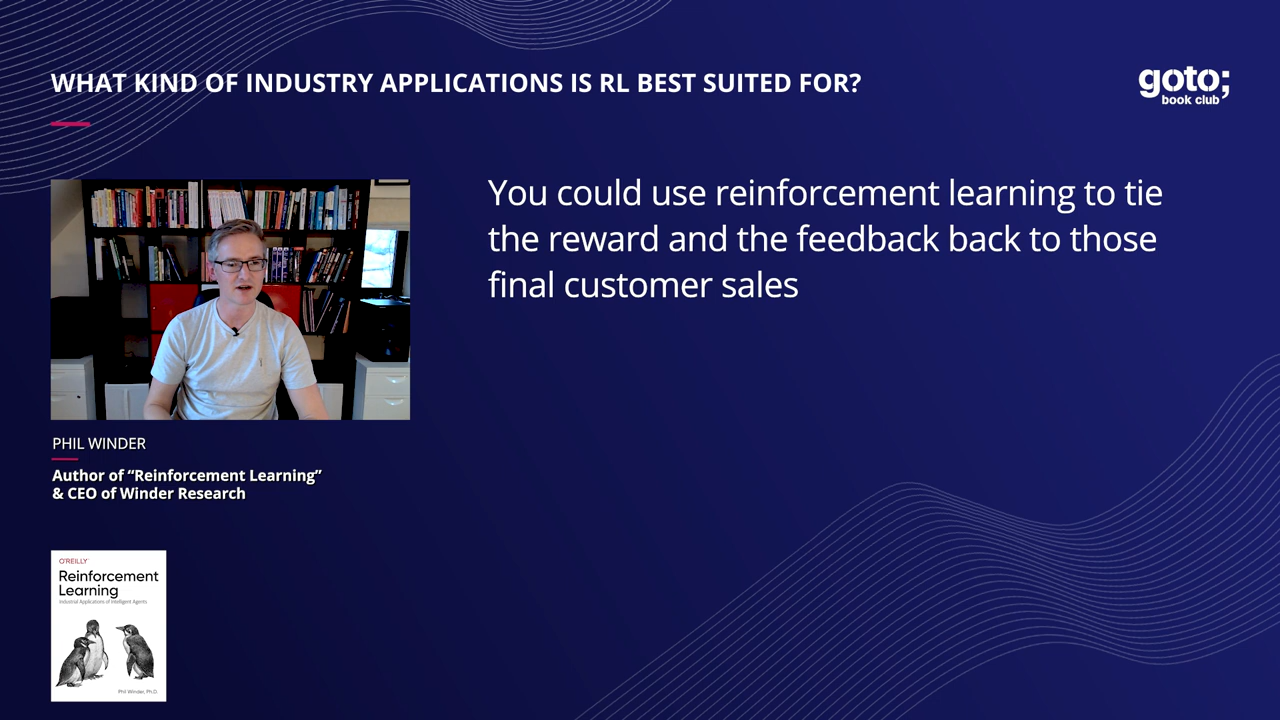 WHAT KIND OF INDUSTRY APPLICATIONS IS RL BEST SUITED FOR?
goto;
book club
You could use reinforcement learning to tie
the reward and the feedback back to those
final customer sales
PHIL WINDER
Author of “Reinforcement Learning”
& CEO of Winder Research
O'REILLY
Reinforcement
Learning
Industrial Applications of Intelligent Agents
Phil Winder, Ph.D.